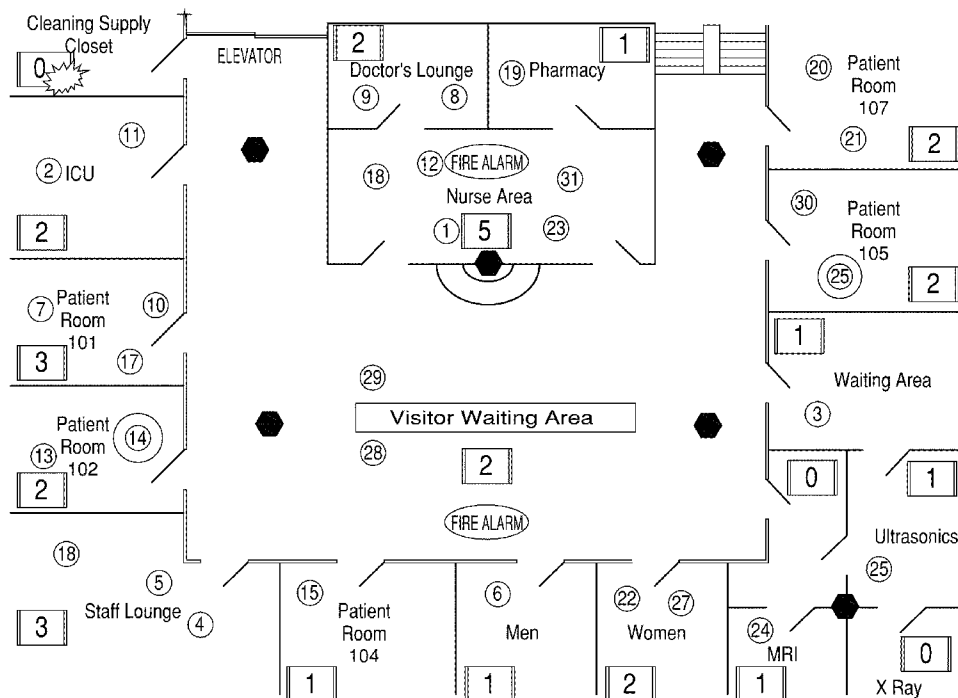 Cleaning Supply
Closet
0
ELEVATOR
2
Doctor's Lounge
9
8
19
Pharmacy
1
20
Patient
Room
107
21
2
11
2
ICU
2
18
12
FIRE ALARM
31
Nurse Area
1
5
23
30
Patient
Room
105
25
2
7
Patient
Room
101
10
17
3
29
Visitor Waiting Area
28
2
FIRE ALARM
1
Waiting Area
3
13
Patient
Room
102
14
2
0
1
Ultrasonics
25
18
5
Staff Lounge
4
3
15
Patient
Room
104
1
6
Men
1
22
27
Women
2
24
MRI
1
0
X Ray